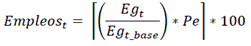 Empleos_t = [(Eg_t / Eg_t_base) * Pe] * 100